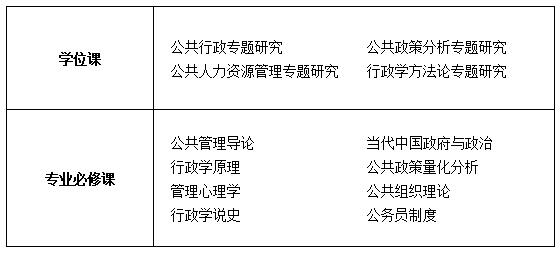 学位课
公共行政专题研究 公共政策分析专题研究
公共人力资源管理专题研究 行政学方法论专题研究
专业必修课
公共管理导论 当代中国政府与政治
行政学原理 公共政策量化分析
管理心理学 公共组织理论
行政学说史 公务员制度